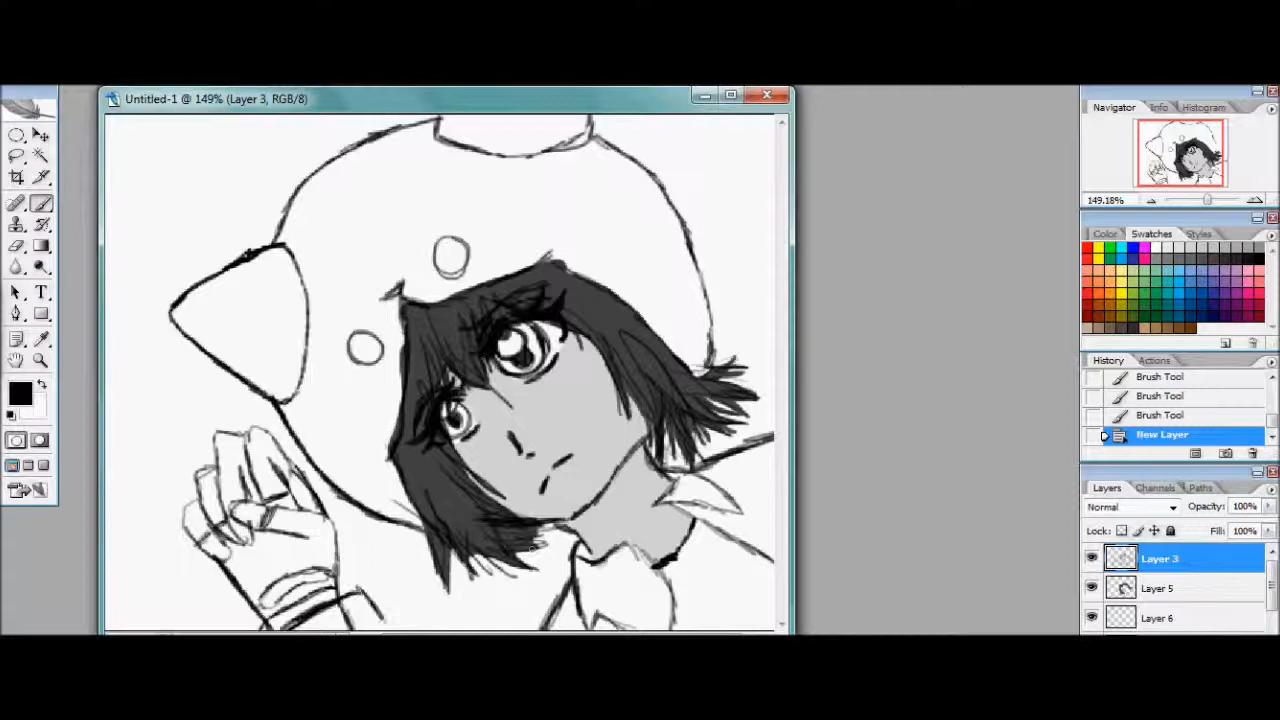 Untitled-1 @ 149% (Layer 3, RGB/8)
Navigator Info Histogram
149.18%
Color Swatches Styles
History Actions
Brush Tool
Brush Tool
Brush Tool
New Layer
Layers Channels Paths
Normal Opacity: 100%
Lock: Fill: 100%
Layer 3
Layer 5
Layer 6
T